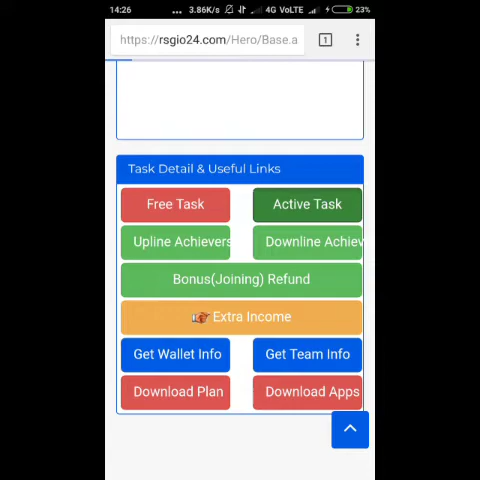 14:26 ... 3.86K/s 4G VoLTE 23%
https://rsgio24.com/Hero/Base.a 1
Task Detail & Useful Links
Free Task Active Task
Upline Achievers Downline Achiev
Bonus(Joining) Refund
Extra Income
Get Wallet Info Get Team Info
Download Plan Download Apps